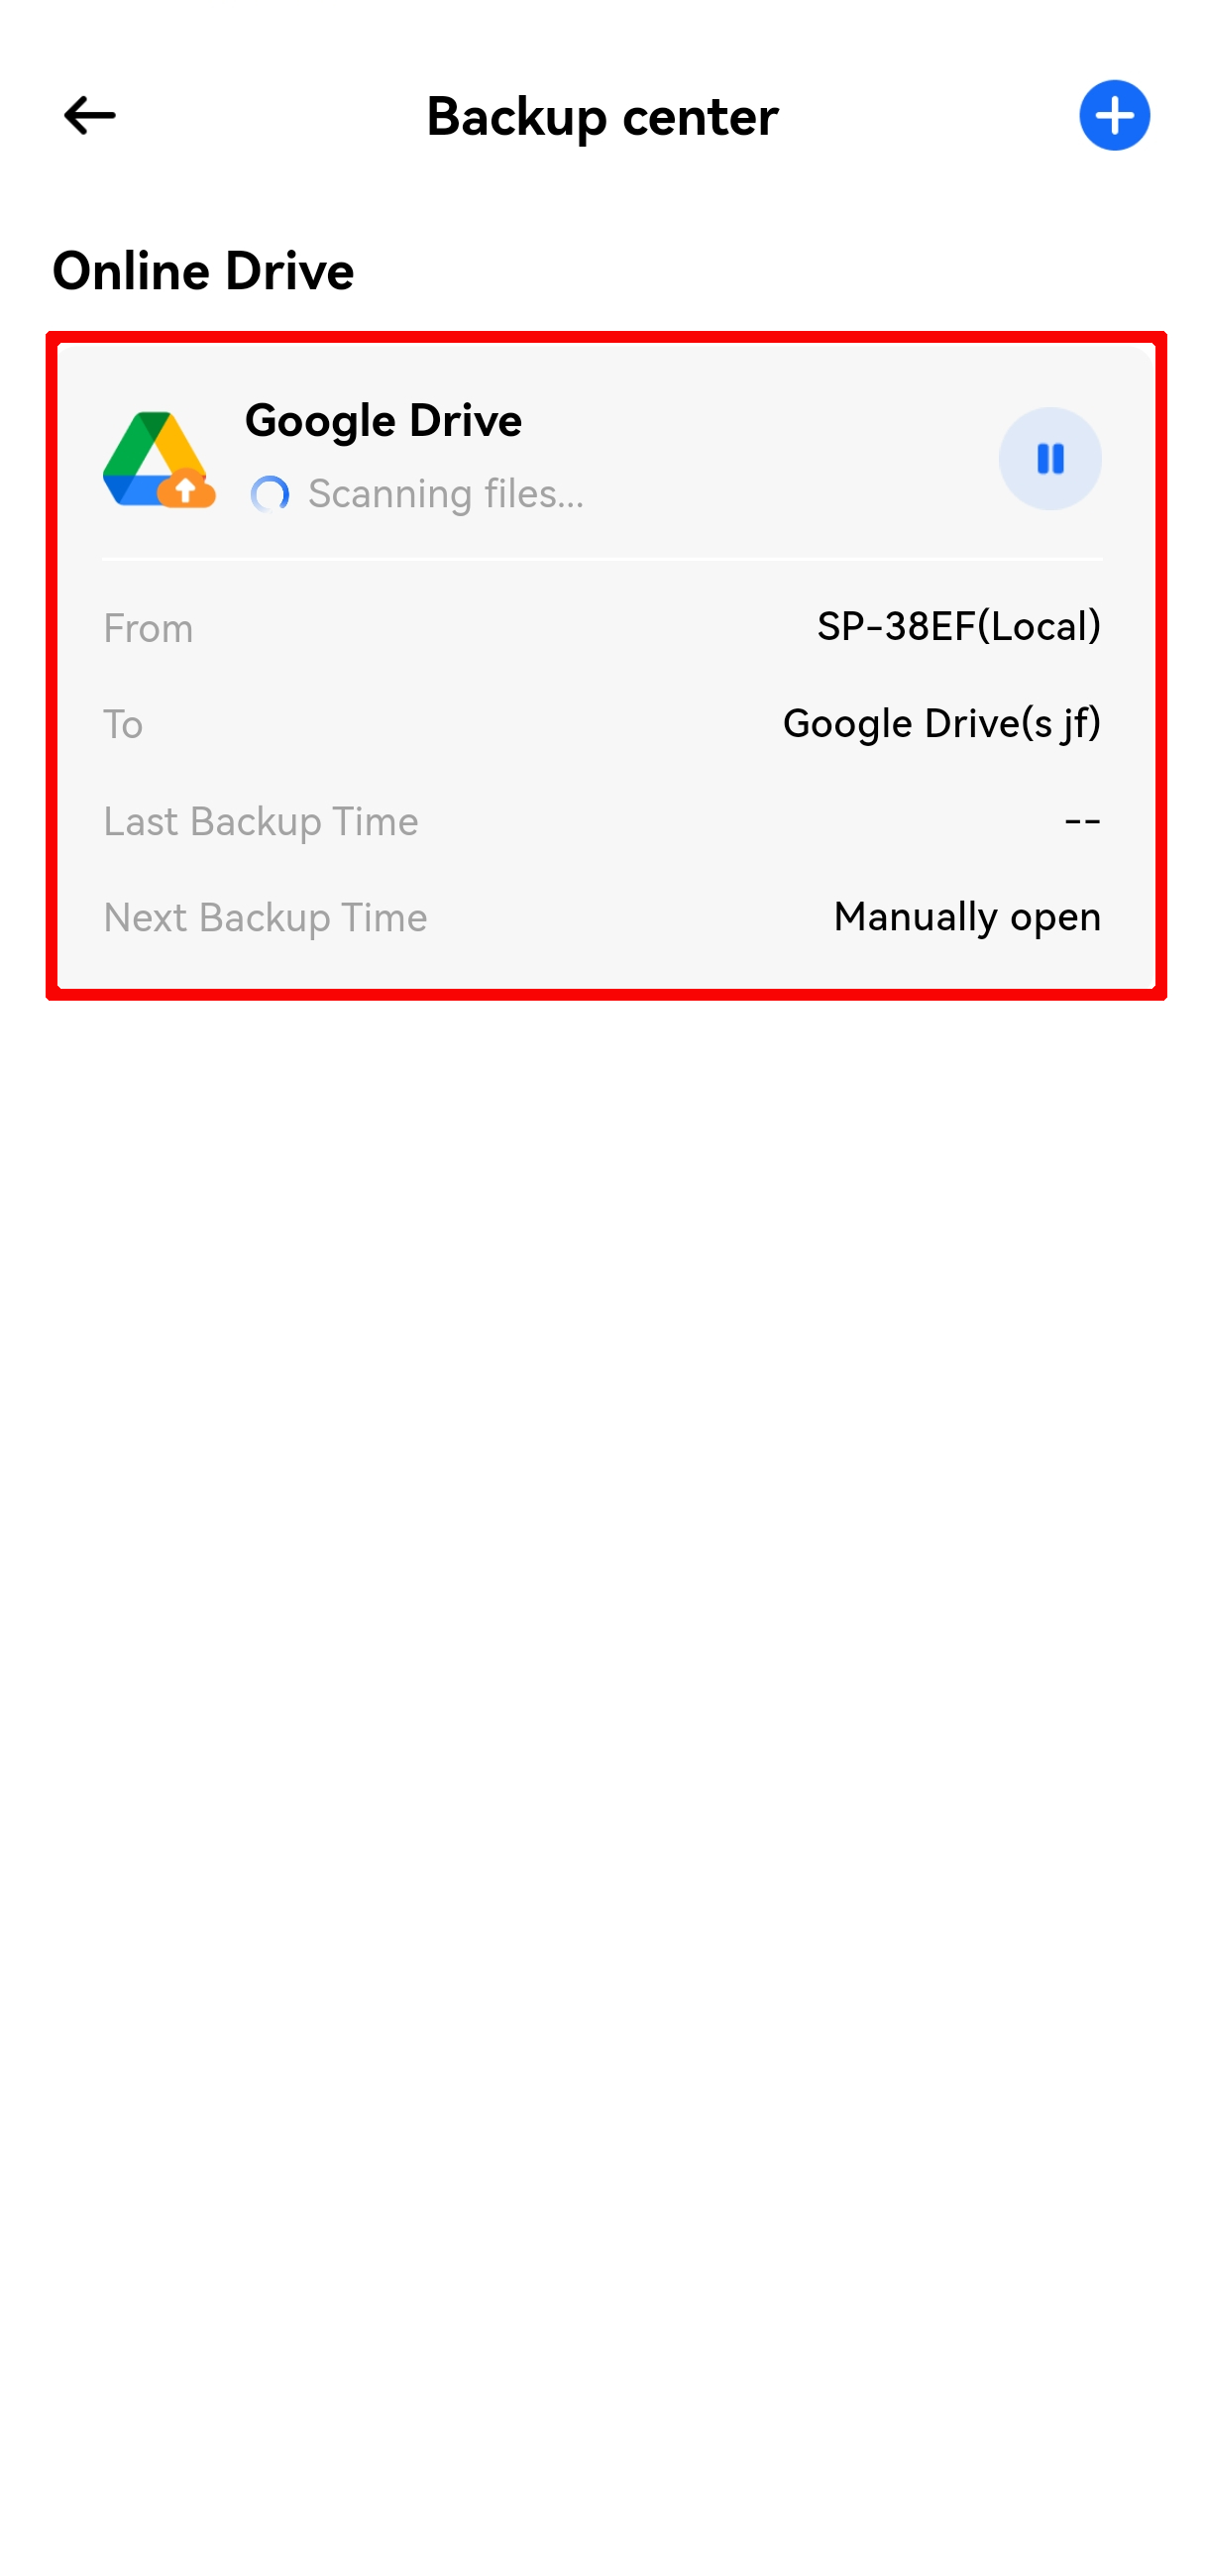 Backup center
Online Drive
Google Drive
Scanning files...
From SP-38EF(Local)
To Google Drive(s jf)
Last Backup Time --
Next Backup Time Manually open